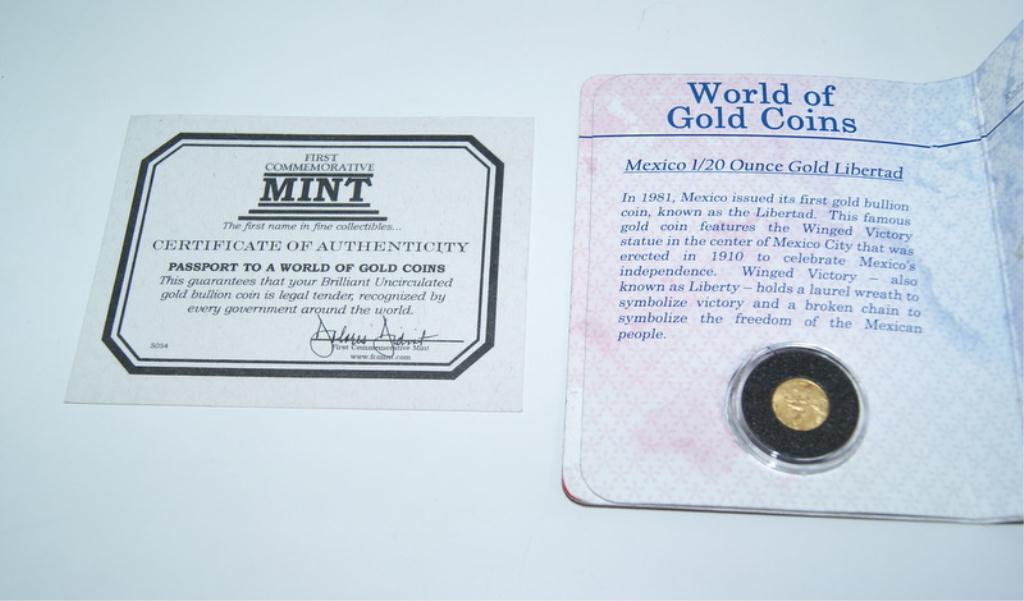 FIRST
COMMEMORATIVE
MINT
The first name in fine collectibles...
CERTIFICATE OF AUTHENTICITY
PASSPORT TO A WORLD OF GOLD COINS
This guarantees that your Brilliant Uncirculated
gold bullion coin is legal tender, recognized by
every government around the world.
First Commemorative Mint
www.fcmint.com
S034
World of
Gold Coins
Mexico 1/20 Ounce Gold Libertad
In 1981, Mexico issued its first gold bullion
coin, known as the Libertad. This famous
gold coin features the Winged Victory
statue in the center of Mexico City that was
erected in 1910 to celebrate Mexico's
independence. Winged Victory – also
known as Liberty – holds a laurel wreath to
symbolize victory and a broken chain to
symbolize the freedom of the Mexican
people.